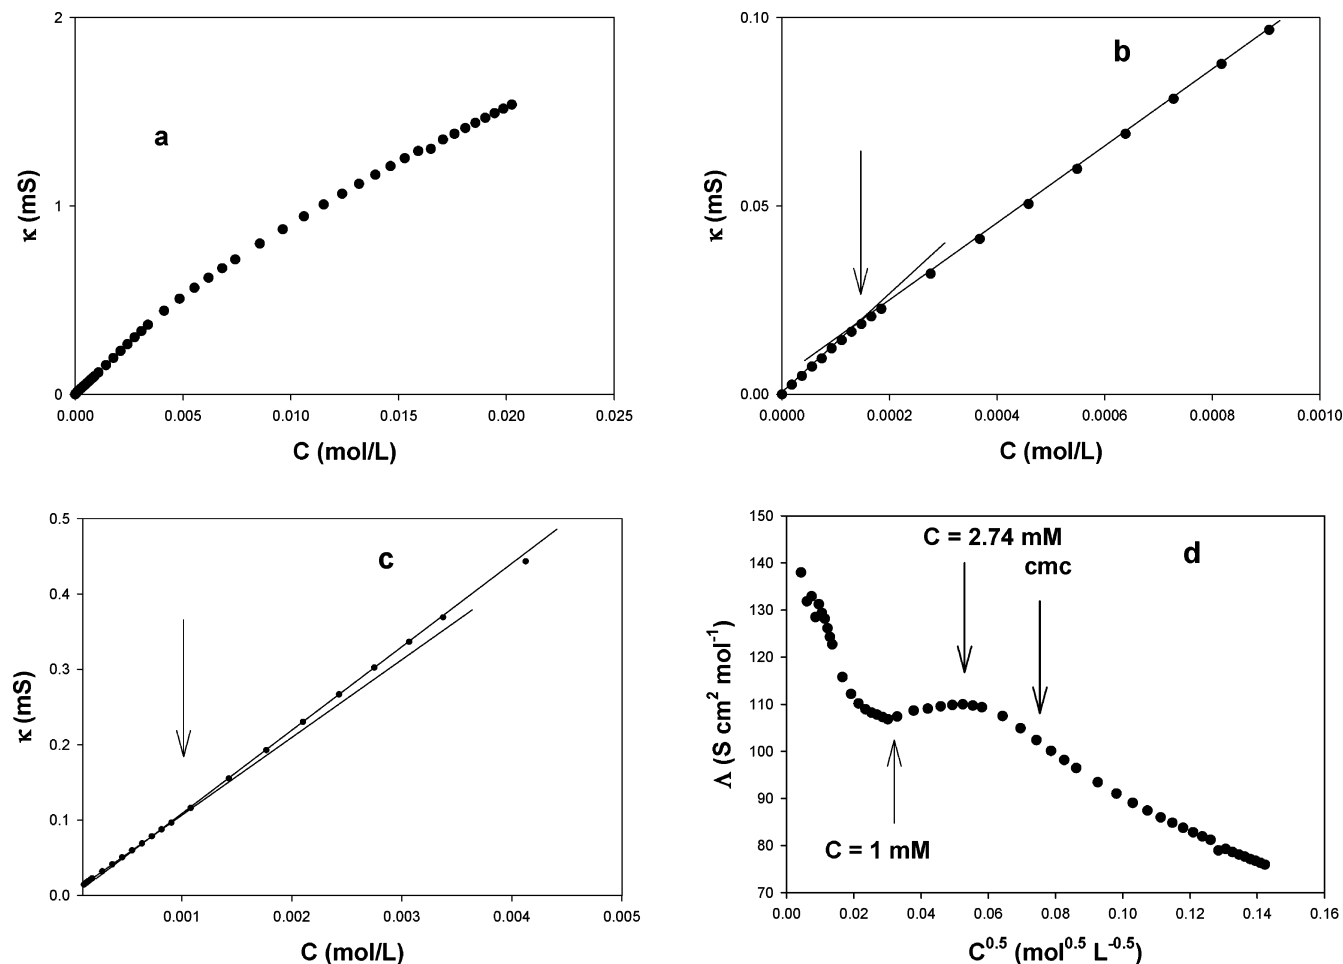 2
1
0
κ (mS)
a
0.000 0.005 0.010 0.015 0.020 0.025
C (mol/L)
0.10
0.05
0.00
κ (mS)
b
0.0000 0.0002 0.0004 0.0006 0.0008 0.0010
C (mol/L)
0.5
0.4
0.3
0.2
0.1
0.0
κ (mS)
c
0.001 0.002 0.003 0.004 0.005
C (mol/L)
150
140
130
120
110
100
90
80
70
Λ (S cm² mol⁻¹)
C = 2.74 mM
cmc
d
C = 1 mM
0.00 0.02 0.04 0.06 0.08 0.10 0.12 0.14 0.16
C⁰·⁵ (mol⁰·⁵ L⁻⁰·⁵)